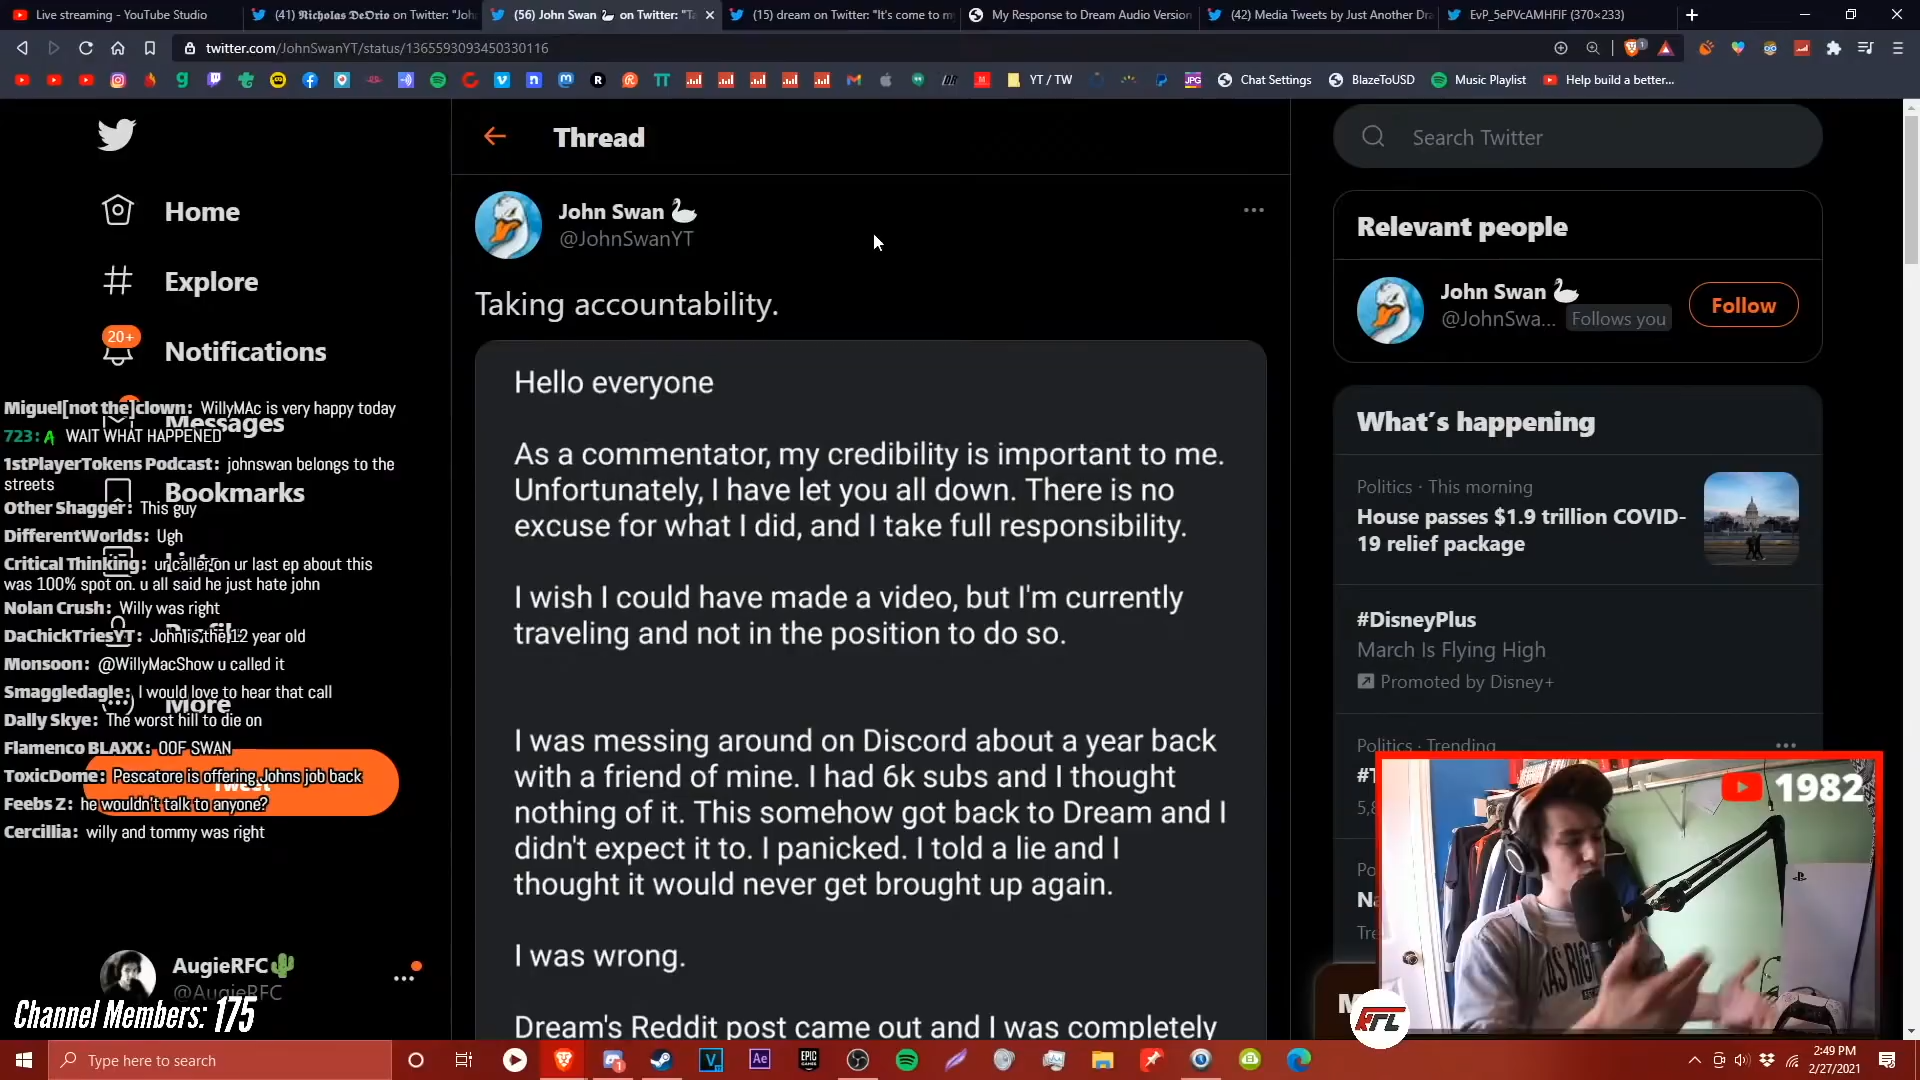 Live streaming - YouTube Studio
(41) 𝕹𝖎𝖈𝖍𝖔𝖑𝖆𝖘 𝕯𝖊𝕺𝖗𝖎𝖔 on Twitter: "Joh
(56) John Swan 🦢 on Twitter: "Ta
(15) dream on Twitter: "It's come to m
My Response to Dream Audio Version
(42) Media Tweets by Just Another Dra
EvP_5ePVcAMHFIF (370×233)
twitter.com/JohnSwanYT/status/1365593093450330116
YT / TW
Chat Settings
BlazeToUSD
Music Playlist
Help build a better...
Thread
Search Twitter
Home
Explore
20+
Notifications
Messages
Bookmarks
More
Tweet
John Swan 🦢
@JohnSwanYT
Taking accountability.
Hello everyone
As a commentator, my credibility is important to me.
Unfortunately, I have let you all down. There is no
excuse for what I did, and I take full responsibility.
I wish I could have made a video, but I'm currently
traveling and not in the position to do so.
I was messing around on Discord about a year back
with a friend of mine. I had 6k subs and I thought
nothing of it. This somehow got back to Dream and I
didn't expect it to. I panicked. I told a lie and I
thought it would never get brought up again.
I was wrong.
Dream's Reddit post came out and I was completely
Relevant people
John Swan 🦢
@JohnSwa... Follows you
Follow
What's happening
Politics · This morning
House passes $1.9 trillion COVID-
19 relief package
#DisneyPlus
March Is Flying High
Promoted by Disney+
Politics · Trending
1982
Miguel[not the]clown: WillyMAc is very happy today
723: WAIT WHAT HAPPENED
1stPlayerTokens Podcast: johnswan belongs to the
streets
Other Shagger: This guy
DifferentWorlds: Ugh
Critical Thinking: ur caller on ur last ep about this
was 100% spot on. u all said he just hate john
Nolan Crush: Willy was right
DaChickTriesYT: John is the 12 year old
Monsoon: @WillyMacShow u called it
Smaggledagle: I would love to hear that call
Dally Skye: The worst hill to die on
Flamenco BLAXX: OOF SWAN
ToxicDome: Pescatore is offering Johns job back
Feebs Z: he wouldn't talk to anyone?
Cercillia: willy and tommy was right
AugieRFC🌵
@AugieRFC
Channel Members: 175
Type here to search
2:49 PM
2/27/2021